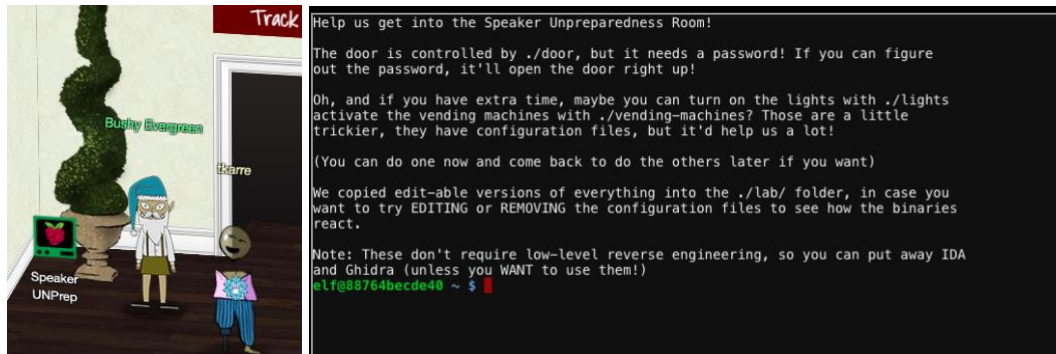 Track
Bushy Evergreen
tkarre
Speaker
UNPrep
Help us get into the Speaker Unpreparedness Room!
The door is controlled by ./door, but it needs a password! If you can figure
out the password, it'll open the door right up!
Oh, and if you have extra time, maybe you can turn on the lights with ./lights
activate the vending machines with ./vending-machines? Those are a little
trickier, they have configuration files, but it'd help us a lot!
(You can do one now and come back to do the others later if you want)
We copied edit-able versions of everything into the ./lab/ folder, in case you
want to try EDITING or REMOVING the configuration files to see how the binaries
react.
Note: These don't require low-level reverse engineering, so you can put away IDA
and Ghidra (unless you WANT to use them!)
elf@88764becde40 ~ $